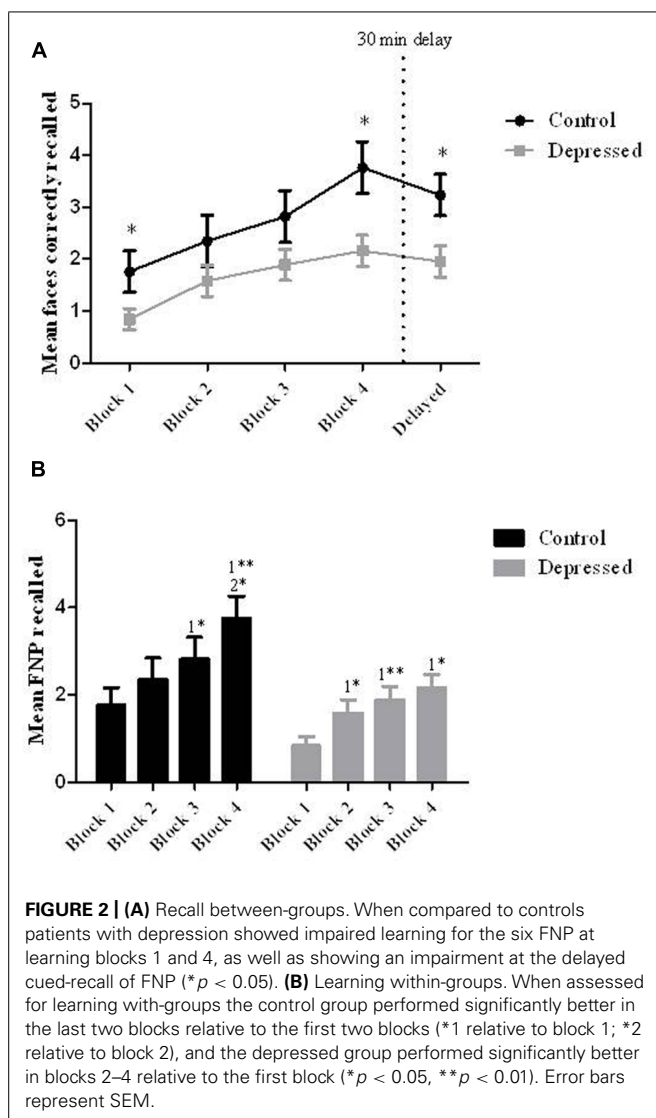 A
30 min delay
Mean faces correctly recalled
5
4
3
2
1
0
*
*
*
Control
Depressed
Block 1
Block 2
Block 3
Block 4
Delayed
B
Mean FNP recalled
6
4
2
0
1*
1**
2*
1*
1**
1*
Control
Depressed
Block 1
Block 2
Block 3
Block 4
Block 1
Block 2
Block 3
Block 4
FIGURE 2 | (A) Recall between-groups. When compared to controls
patients with depression showed impaired learning for the six FNP at
learning blocks 1 and 4, as well as showing an impairment at the delayed
cued-recall of FNP (*p < 0.05). (B) Learning within-groups. When assessed
for learning with-groups the control group performed significantly better in
the last two blocks relative to the first two blocks (*1 relative to block 1; *2
relative to block 2), and the depressed group performed significantly better
in blocks 2–4 relative to the first block (*p < 0.05, **p < 0.01). Error bars
represent SEM.